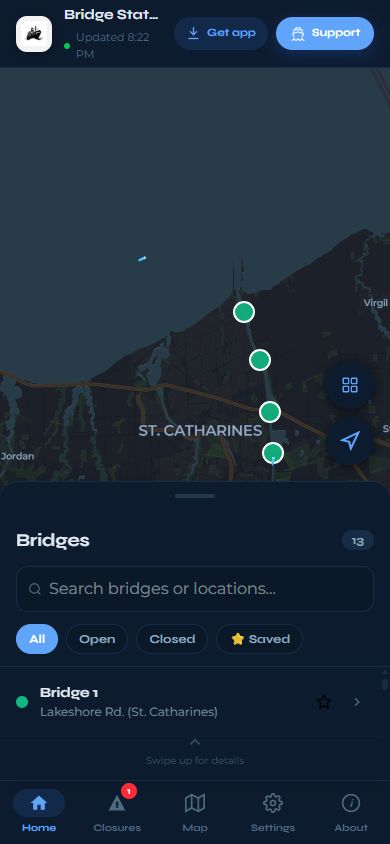 Bridge Stat...
Updated 8:22
PM
Get app
Support
Virgil
ST. CATHARINES
S
Jordan
Bridges
13
Search bridges or locations...
All
Open
Closed
Saved
Bridge 1
Lakeshore Rd. (St. Catharines)
Swipe up for details
1
Home
Closures
Map
Settings
About